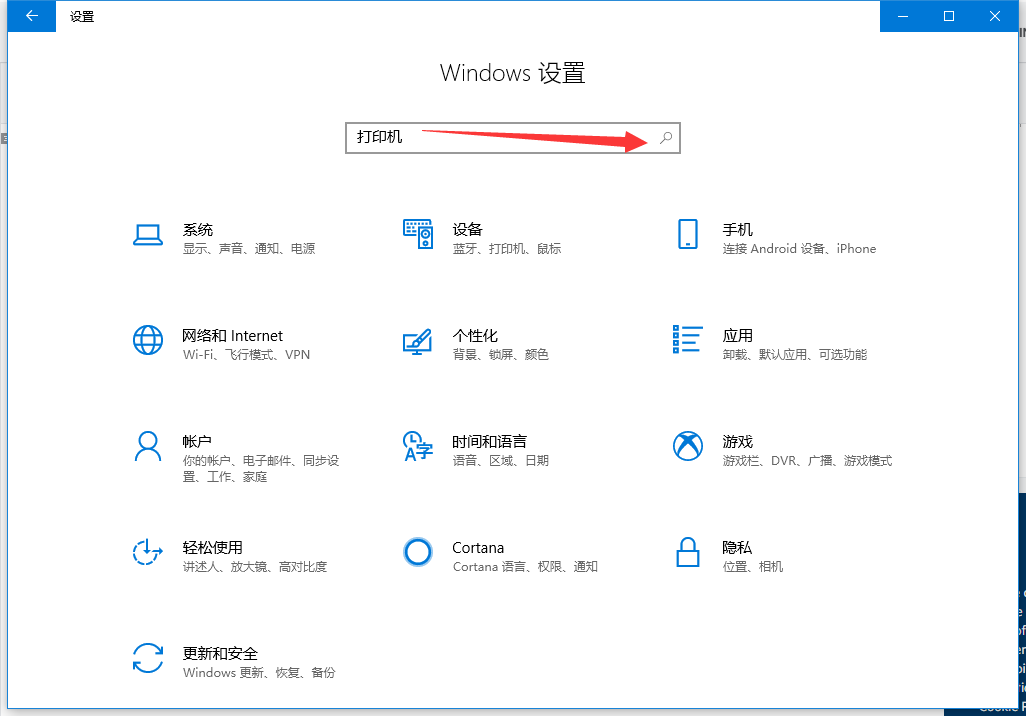 设置
Windows 设置
打印机
系统
显示、声音、通知、电源
设备
蓝牙、打印机、鼠标
手机
连接 Android 设备、iPhone
网络和 Internet
Wi-Fi、飞行模式、VPN
个性化
背景、锁屏、颜色
应用
卸载、默认应用、可选功能
帐户
你的帐户、电子邮件、同步设
置、工作、家庭
时间和语言
语音、区域、日期
游戏
游戏栏、DVR、广播、游戏模式
轻松使用
讲述人、放大镜、高对比度
Cortana
Cortana 语言、权限、通知
隐私
位置、相机
更新和安全
Windows 更新、恢复、备份